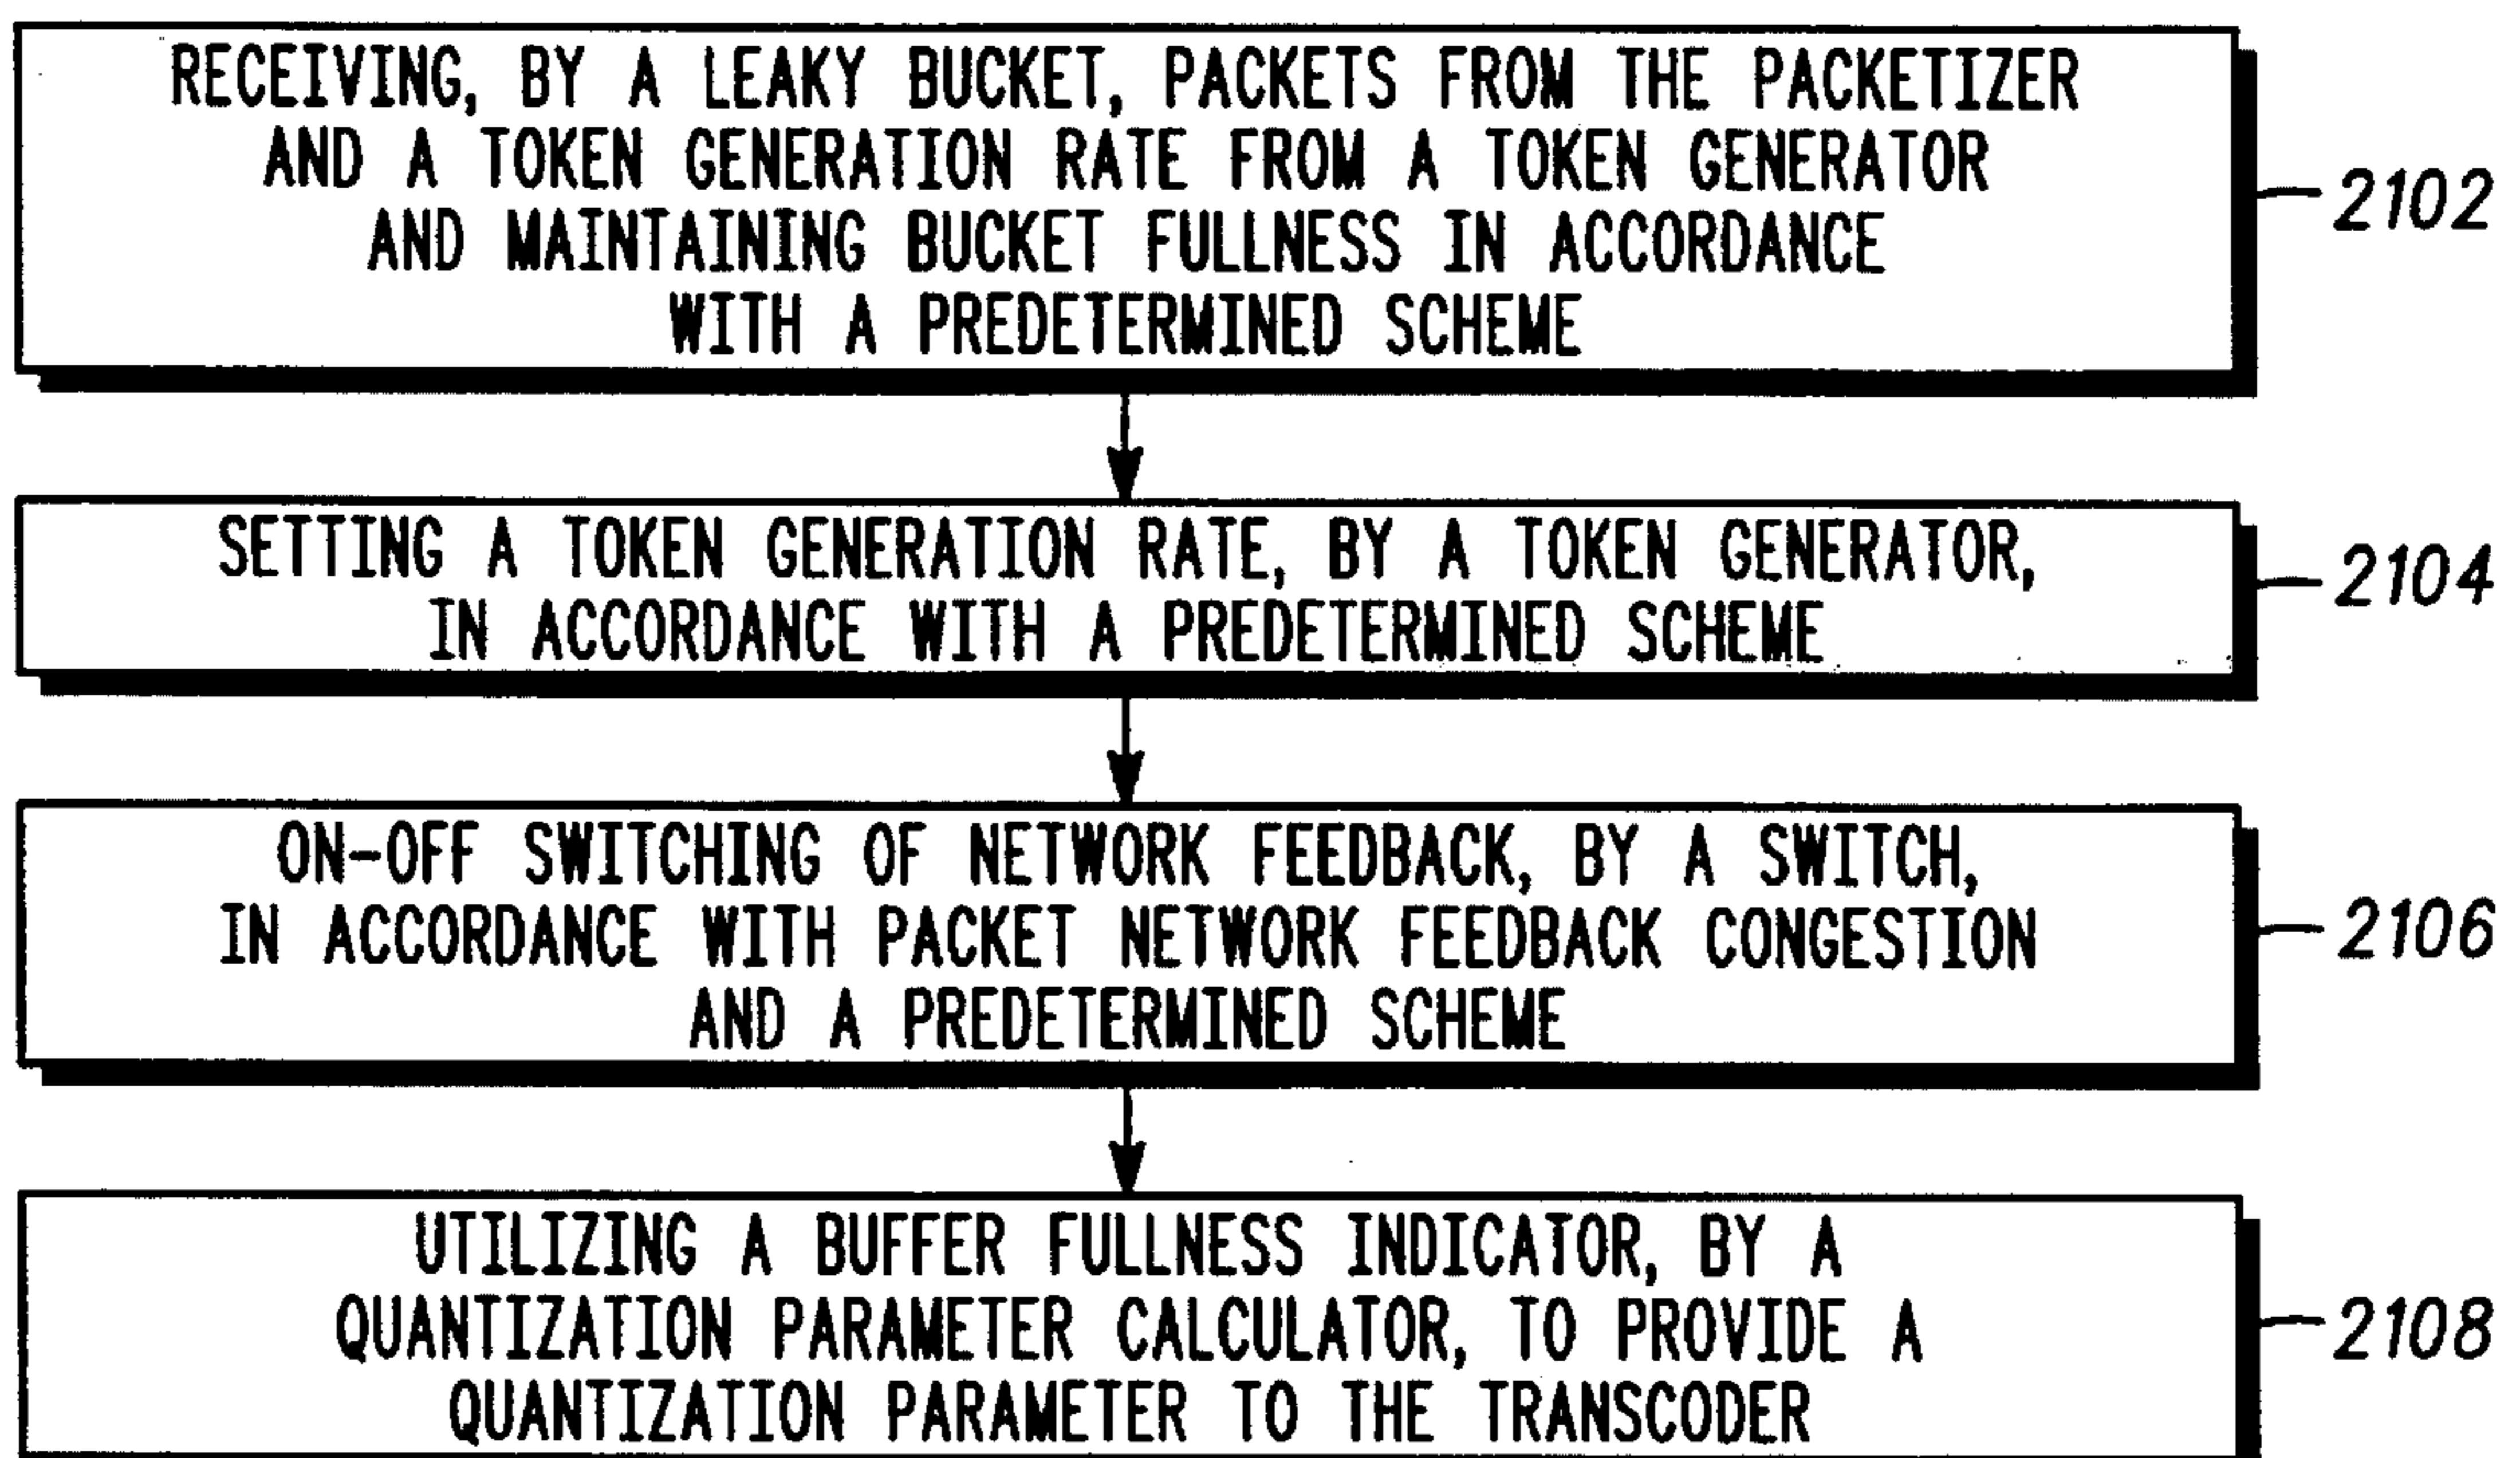 RECEIVING, BY A LEAKY BUCKET, PACKETS FROM THE PACKETIZER
AND A TOKEN GENERATION RATE FROM A TOKEN GENERATOR
AND MAINTAINING BUCKET FULLNESS IN ACCORDANCE
WITH A PREDETERMINED SCHEME
2102
SETTING A TOKEN GENERATION RATE, BY A TOKEN GENERATOR,
IN ACCORDANCE WITH A PREDETERMINED SCHEME
2104
ON-OFF SWITCHING OF NETWORK FEEDBACK, BY A SWITCH,
IN ACCORDANCE WITH PACKET NETWORK FEEDBACK CONGESTION
AND A PREDETERMINED SCHEME
2106
UTILIZING A BUFFER FULLNESS INDICATOR, BY A
QUANTIZATION PARAMETER CALCULATOR, TO PROVIDE A
QUANTIZATION PARAMETER TO THE TRANSCODER
2108